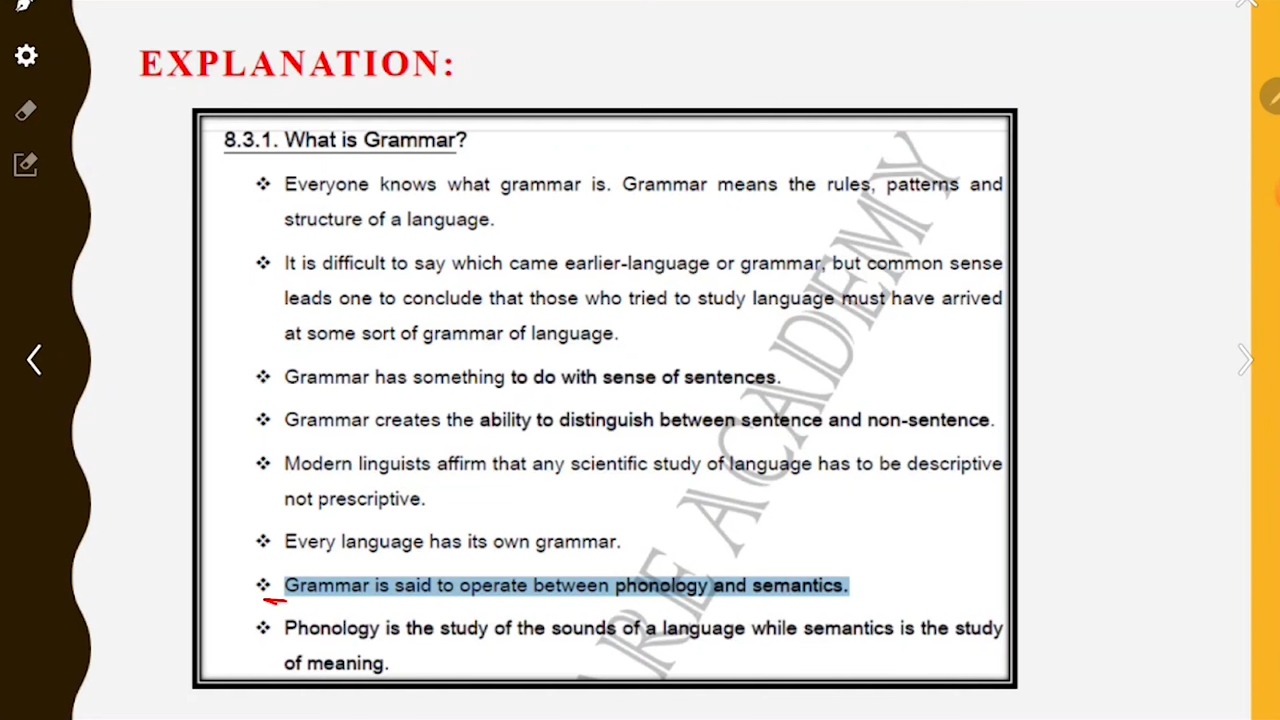 EXPLANATION:
8.3.1. What is Grammar?
❖ Everyone knows what grammar is. Grammar means the rules, patterns and
structure of a language.
❖ It is difficult to say which came earlier-language or grammar, but common sense
leads one to conclude that those who tried to study language must have arrived
at some sort of grammar of language.
❖ Grammar has something to do with sense of sentences.
❖ Grammar creates the ability to distinguish between sentence and non-sentence.
❖ Modern linguists affirm that any scientific study of language has to be descriptive
not prescriptive.
❖ Every language has its own grammar.
❖ Grammar is said to operate between phonology and semantics.
❖ Phonology is the study of the sounds of a language while semantics is the study
of meaning.
ARE ACADEMY